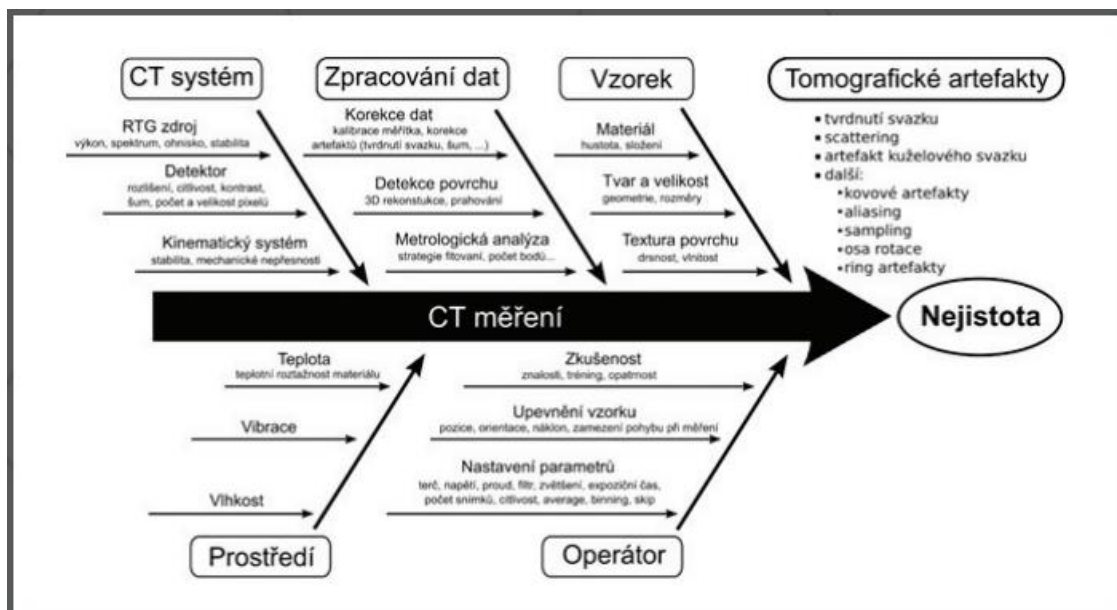 CT systém
RTG zdroj
výkon, spektrum, ohnisko, stabilita
Detektor
rozlišení, citlivost, kontrast,
šum, počet a velikost pixelů
Kinematický systém
stabilita, mechanické nepřesnosti
Zpracování dat
Korekce dat
kalibrace měřítka, korekce
artefaktů (tvrdnutí svazku, šum, ...)
Detekce povrchu
3D rekonstukce, prahování
Metrologická analýza
strategie fitovaní, počet bodů...
Vzorek
Materiál
hustota, složení
Tvar a velikost
geometrie, rozměry
Textura povrchu
drsnost, vlnitost
Tomografické artefakty
▪ tvrdnutí svazku
▪ scattering
▪ artefakt kuželového svazku
▪ další:
•kovové artefakty
•aliasing
•sampling
•osa rotace
•ring artefakty
CT měření
Nejistota
Teplota
teplotní roztažnost materiálu
Vibrace
Vlhkost
Prostředí
Zkušenost
znalosti, tréning, opatrnost
Upevnění vzorku
pozice, orientace, náklon, zamezení pohybu při měření
Nastavení parametrů
terč, napětí, proud, filtr, zvětšení, expoziční čas,
počet snímků, citlivost, average, binning, skip
Operátor